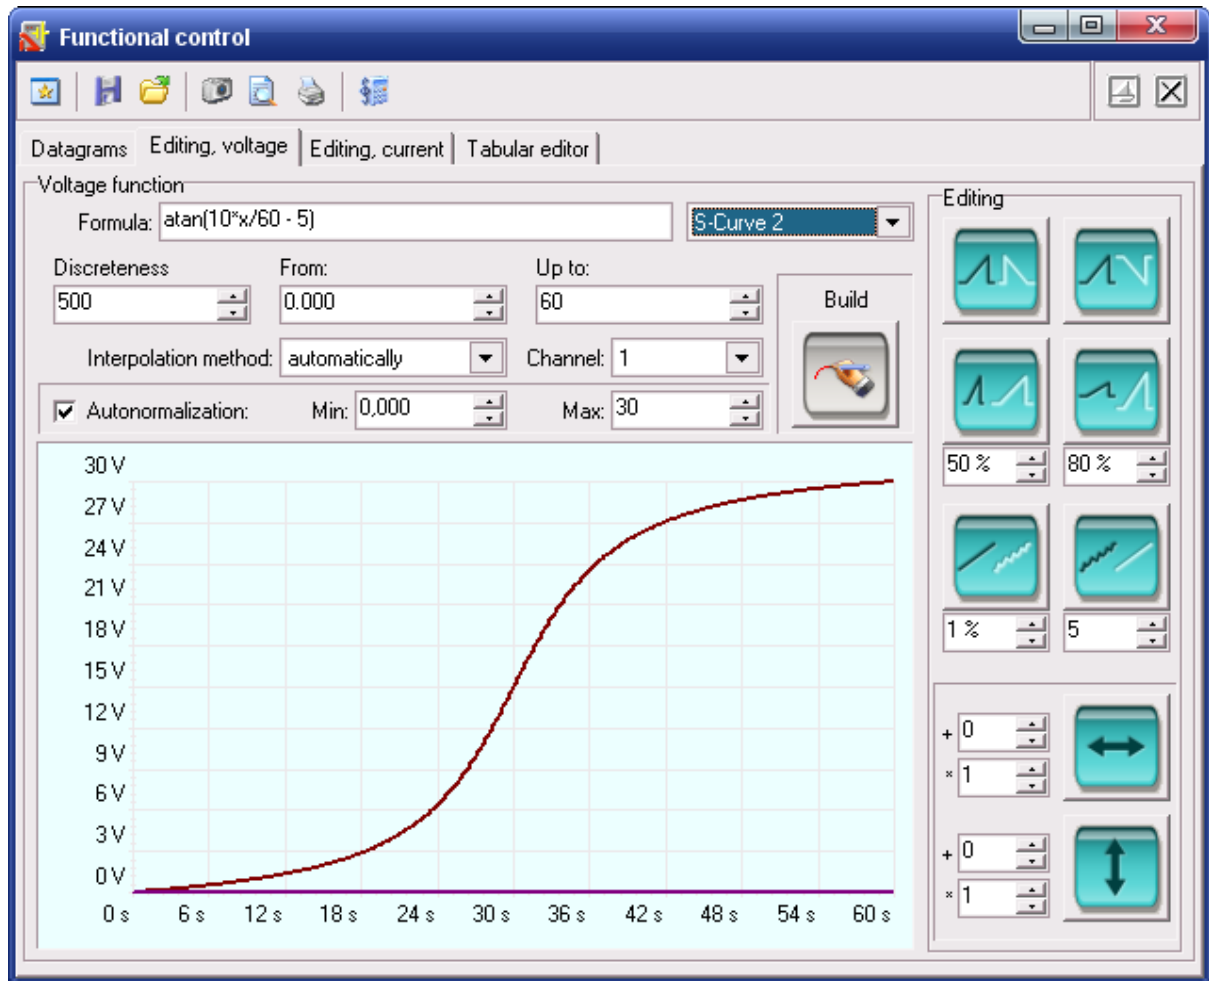 Functional control
Datagrams Editing, voltage Editing, current Tabular editor
Voltage function
Formula: atan(10*x/60 - 5) S-Curve 2
Discreteness From: Up to:
500 0.000 60
Build
Interpolation method: automatically Channel: 1
Autonormalization: Min: 0,000 Max: 30
30 V
27 V
24 V
21 V
18 V
15 V
12 V
9 V
6 V
3 V
0 V
0 s 6 s 12 s 18 s 24 s 30 s 36 s 42 s 48 s 54 s 60 s
Editing
50 % 80 %
1 % 5
+ 0
× 1
+ 0
× 1